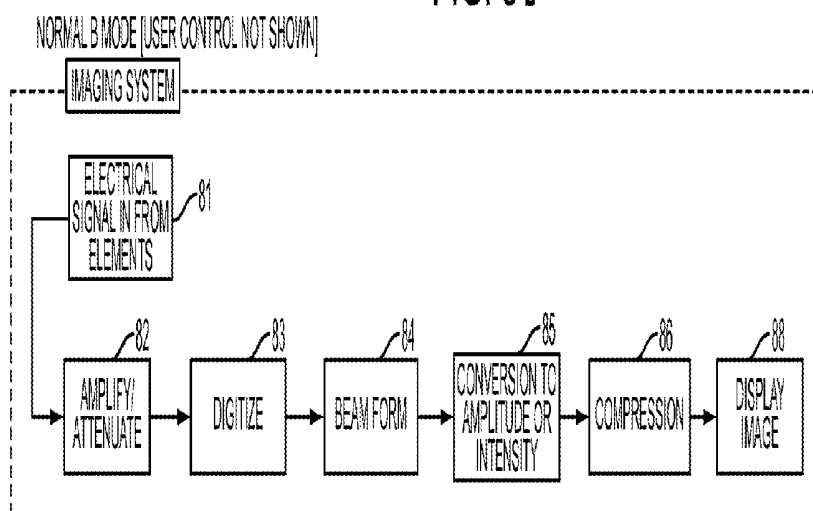 NORMAL B MODE [USER CONTROL NOT SHOWN]
IMAGING SYSTEM
ELECTRICAL
SIGNAL IN FROM
ELEMENTS
81
82
AMPLIFY/
ATTENUATE
83
DIGITIZE
84
BEAM FORM
85
CONVERSION TO
AMPLITUDE OR
INTENSITY
86
COMPRESSION
88
DISPLAY
IMAGE